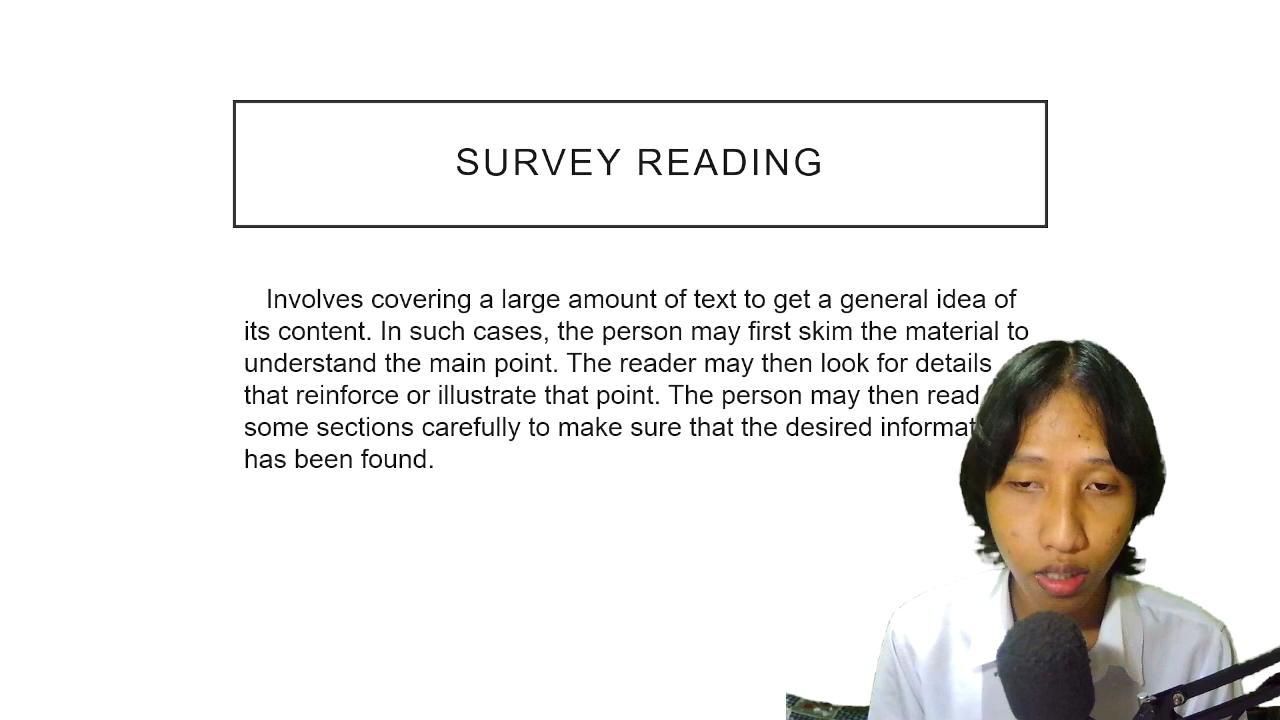 SURVEY READING
Involves covering a large amount of text to get a general idea of
its content. In such cases, the person may first skim the material to
understand the main point. The reader may then look for details
that reinforce or illustrate that point. The person may then read
some sections carefully to make sure that the desired
has been found.